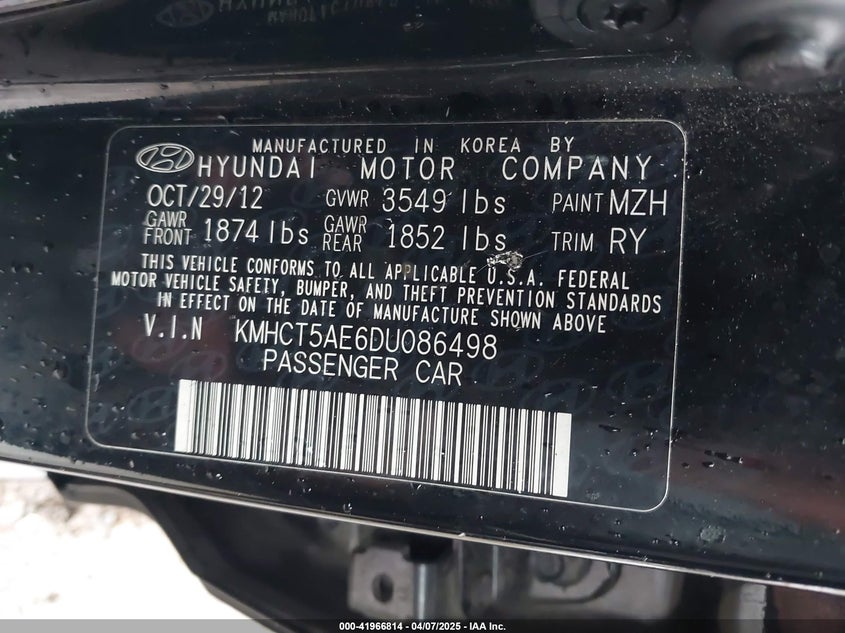 MANUFACTURED IN KOREA BY
HYUNDAI MOTOR COMPANY
OCT/29/12 GVWR 3549 lbs PAINT MZH
GAWR FRONT 1874 lbs GAWR REAR 1852 lbs TRIM RY
THIS VEHICLE CONFORMS TO ALL APPLICABLE U.S.A. FEDERAL
MOTOR VEHICLE SAFETY, BUMPER, AND THEFT PREVENTION STANDARDS
IN EFFECT ON THE DATE OF MANUFACTURE SHOWN ABOVE
V.I.N KMHCT5AE6DU086498
PASSENGER CAR
000-41966814 - 04/07/2025 - IAA Inc.